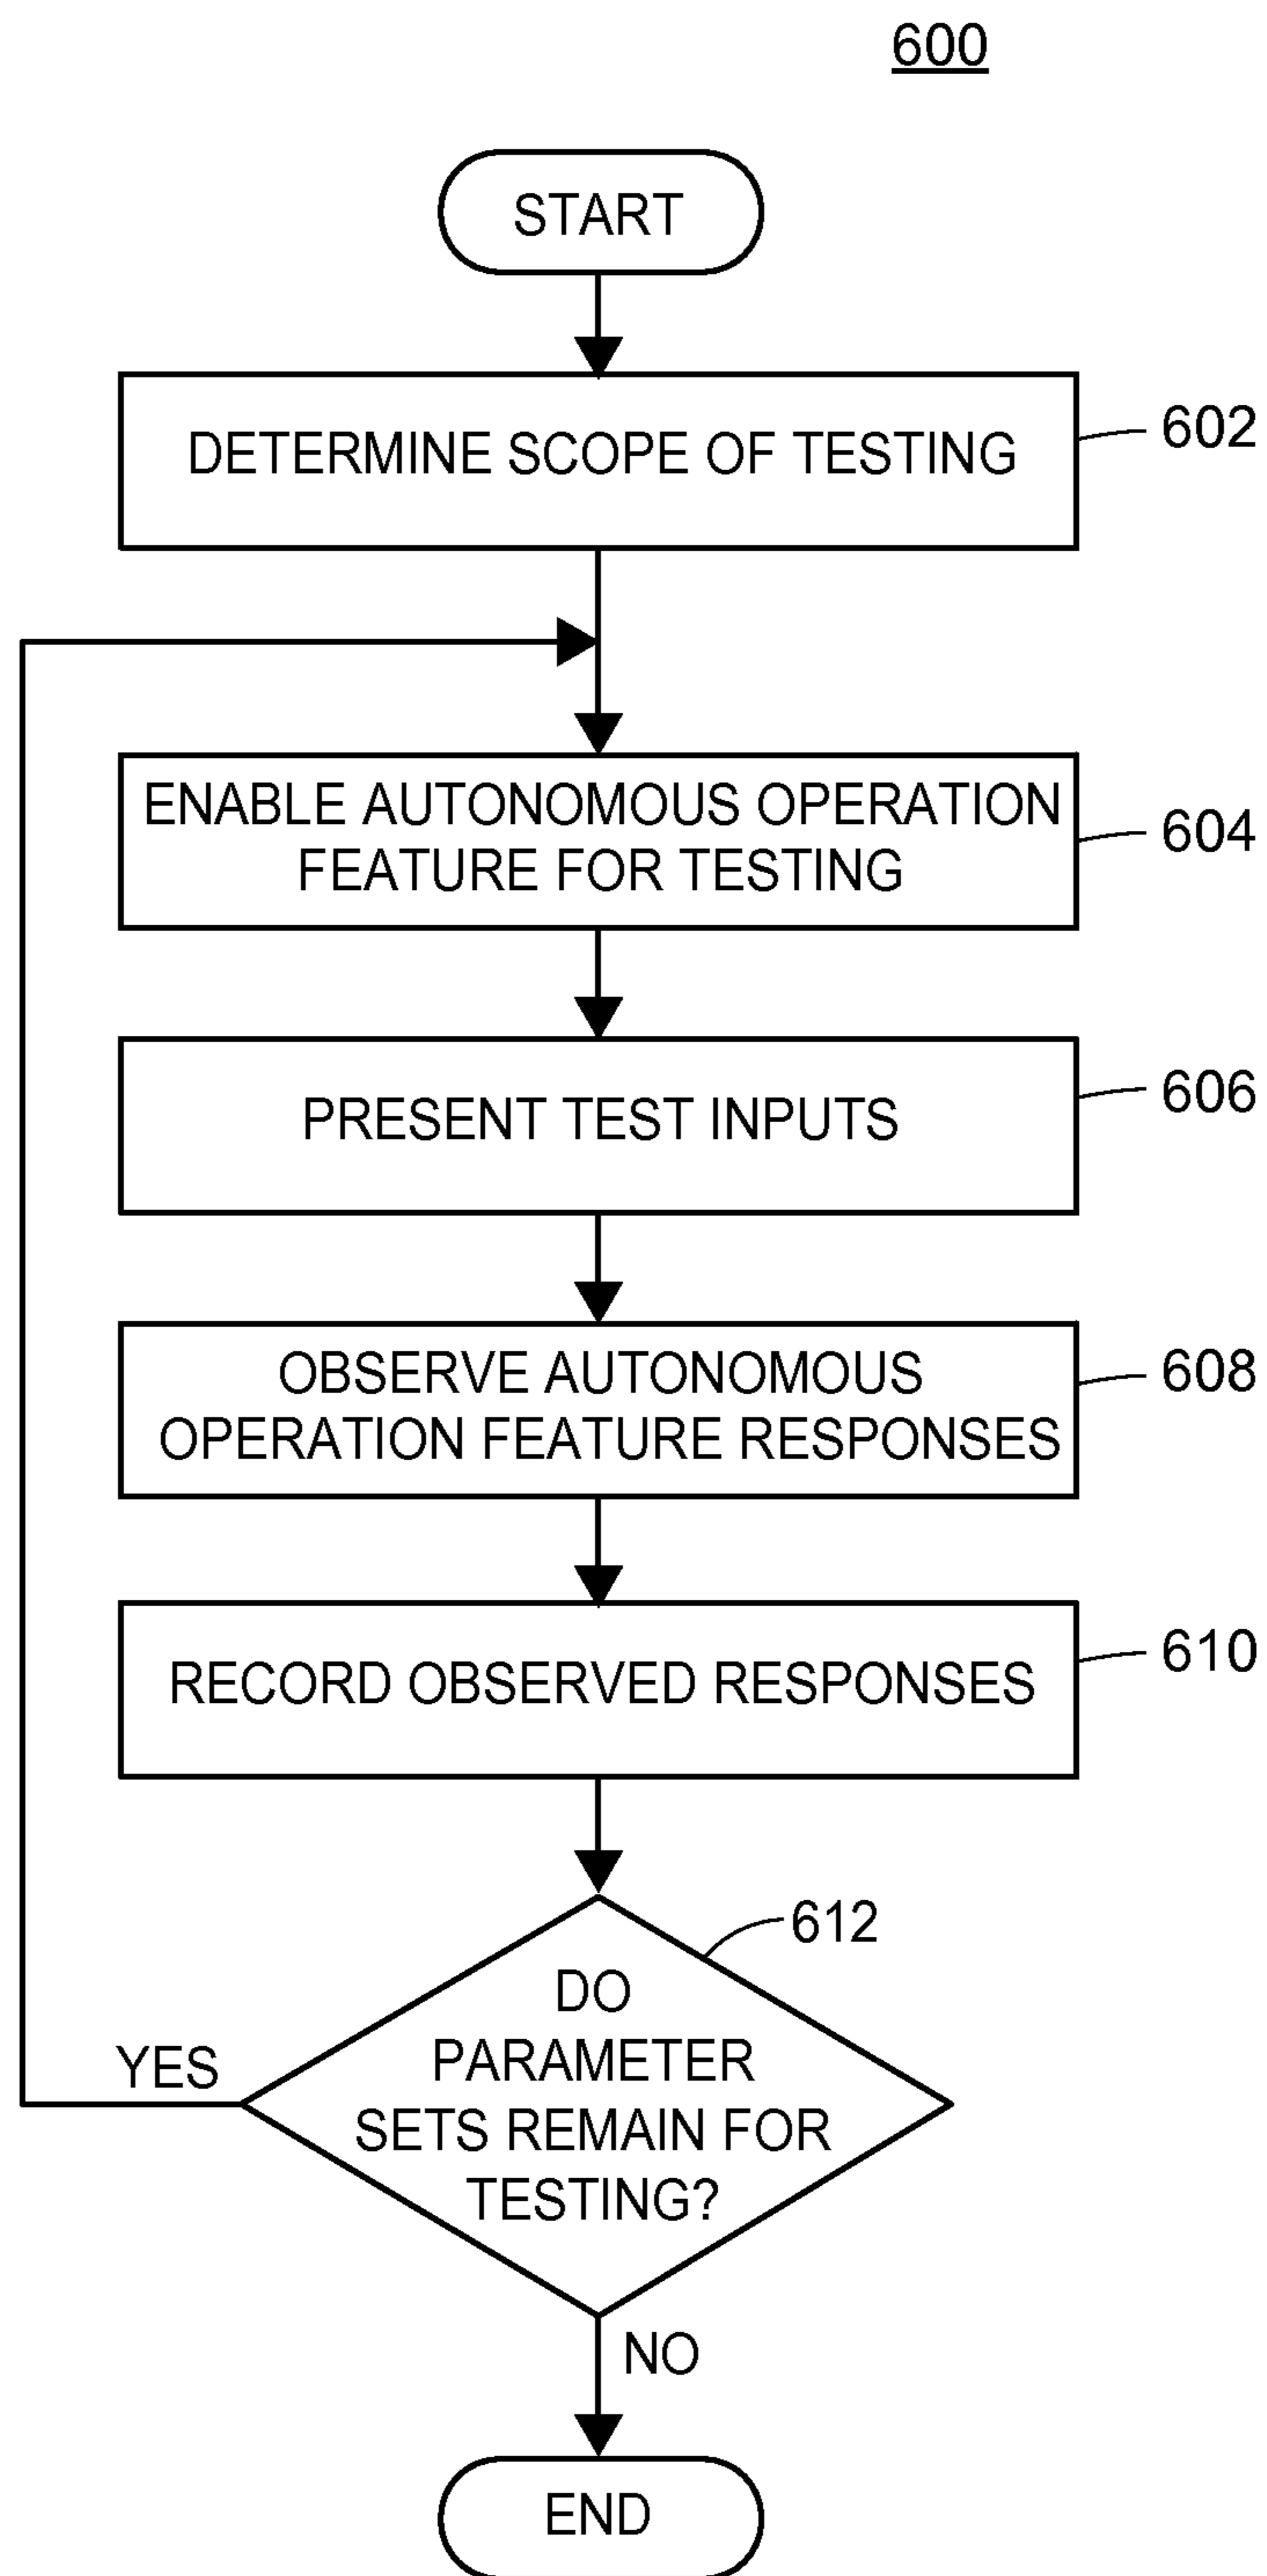 600
START
DETERMINE SCOPE OF TESTING
602
ENABLE AUTONOMOUS OPERATION
FEATURE FOR TESTING
604
PRESENT TEST INPUTS
606
OBSERVE AUTONOMOUS
OPERATION FEATURE RESPONSES
608
RECORD OBSERVED RESPONSES
610
612
DO
PARAMETER
SETS REMAIN FOR
TESTING?
YES
NO
END